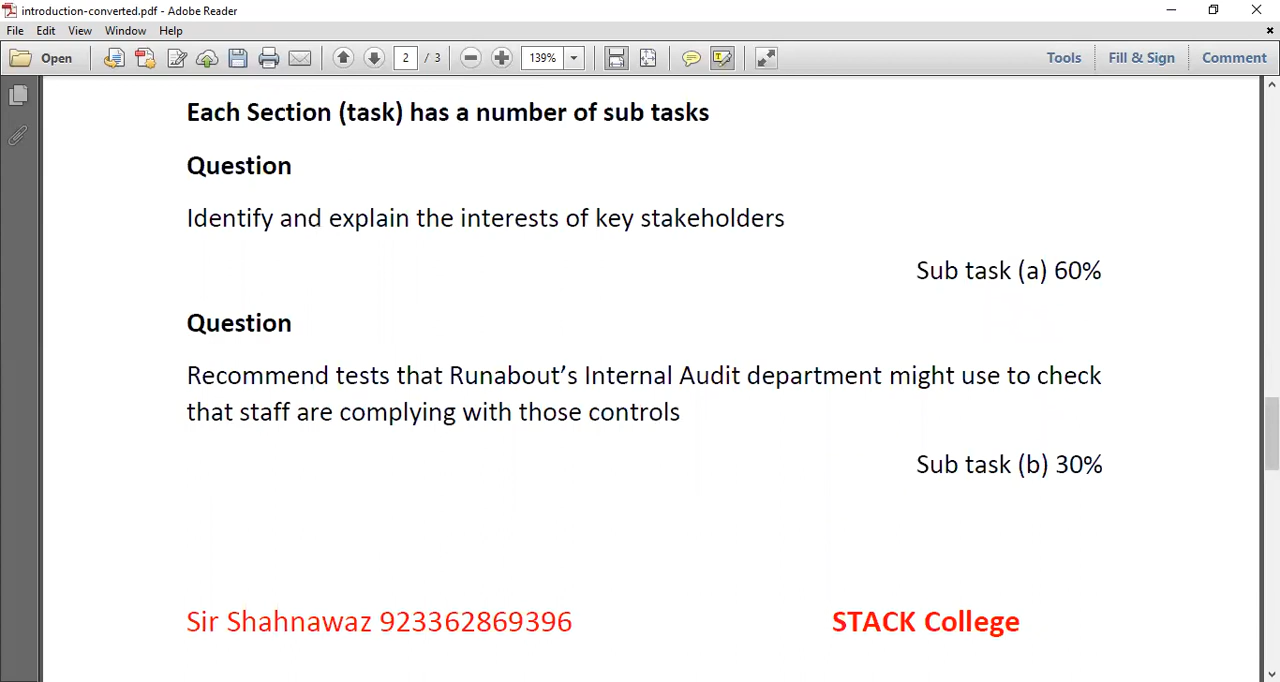 introduction-converted.pdf - Adobe Reader
File Edit View Window Help
Open 2 / 3 139% Tools Fill & Sign Comment
Each Section (task) has a number of sub tasks
Question
Identify and explain the interests of key stakeholders
Sub task (a) 60%
Question
Recommend tests that Runabout’s Internal Audit department might use to check
that staff are complying with those controls
Sub task (b) 30%
Sir Shahnawaz 923362869396 STACK College